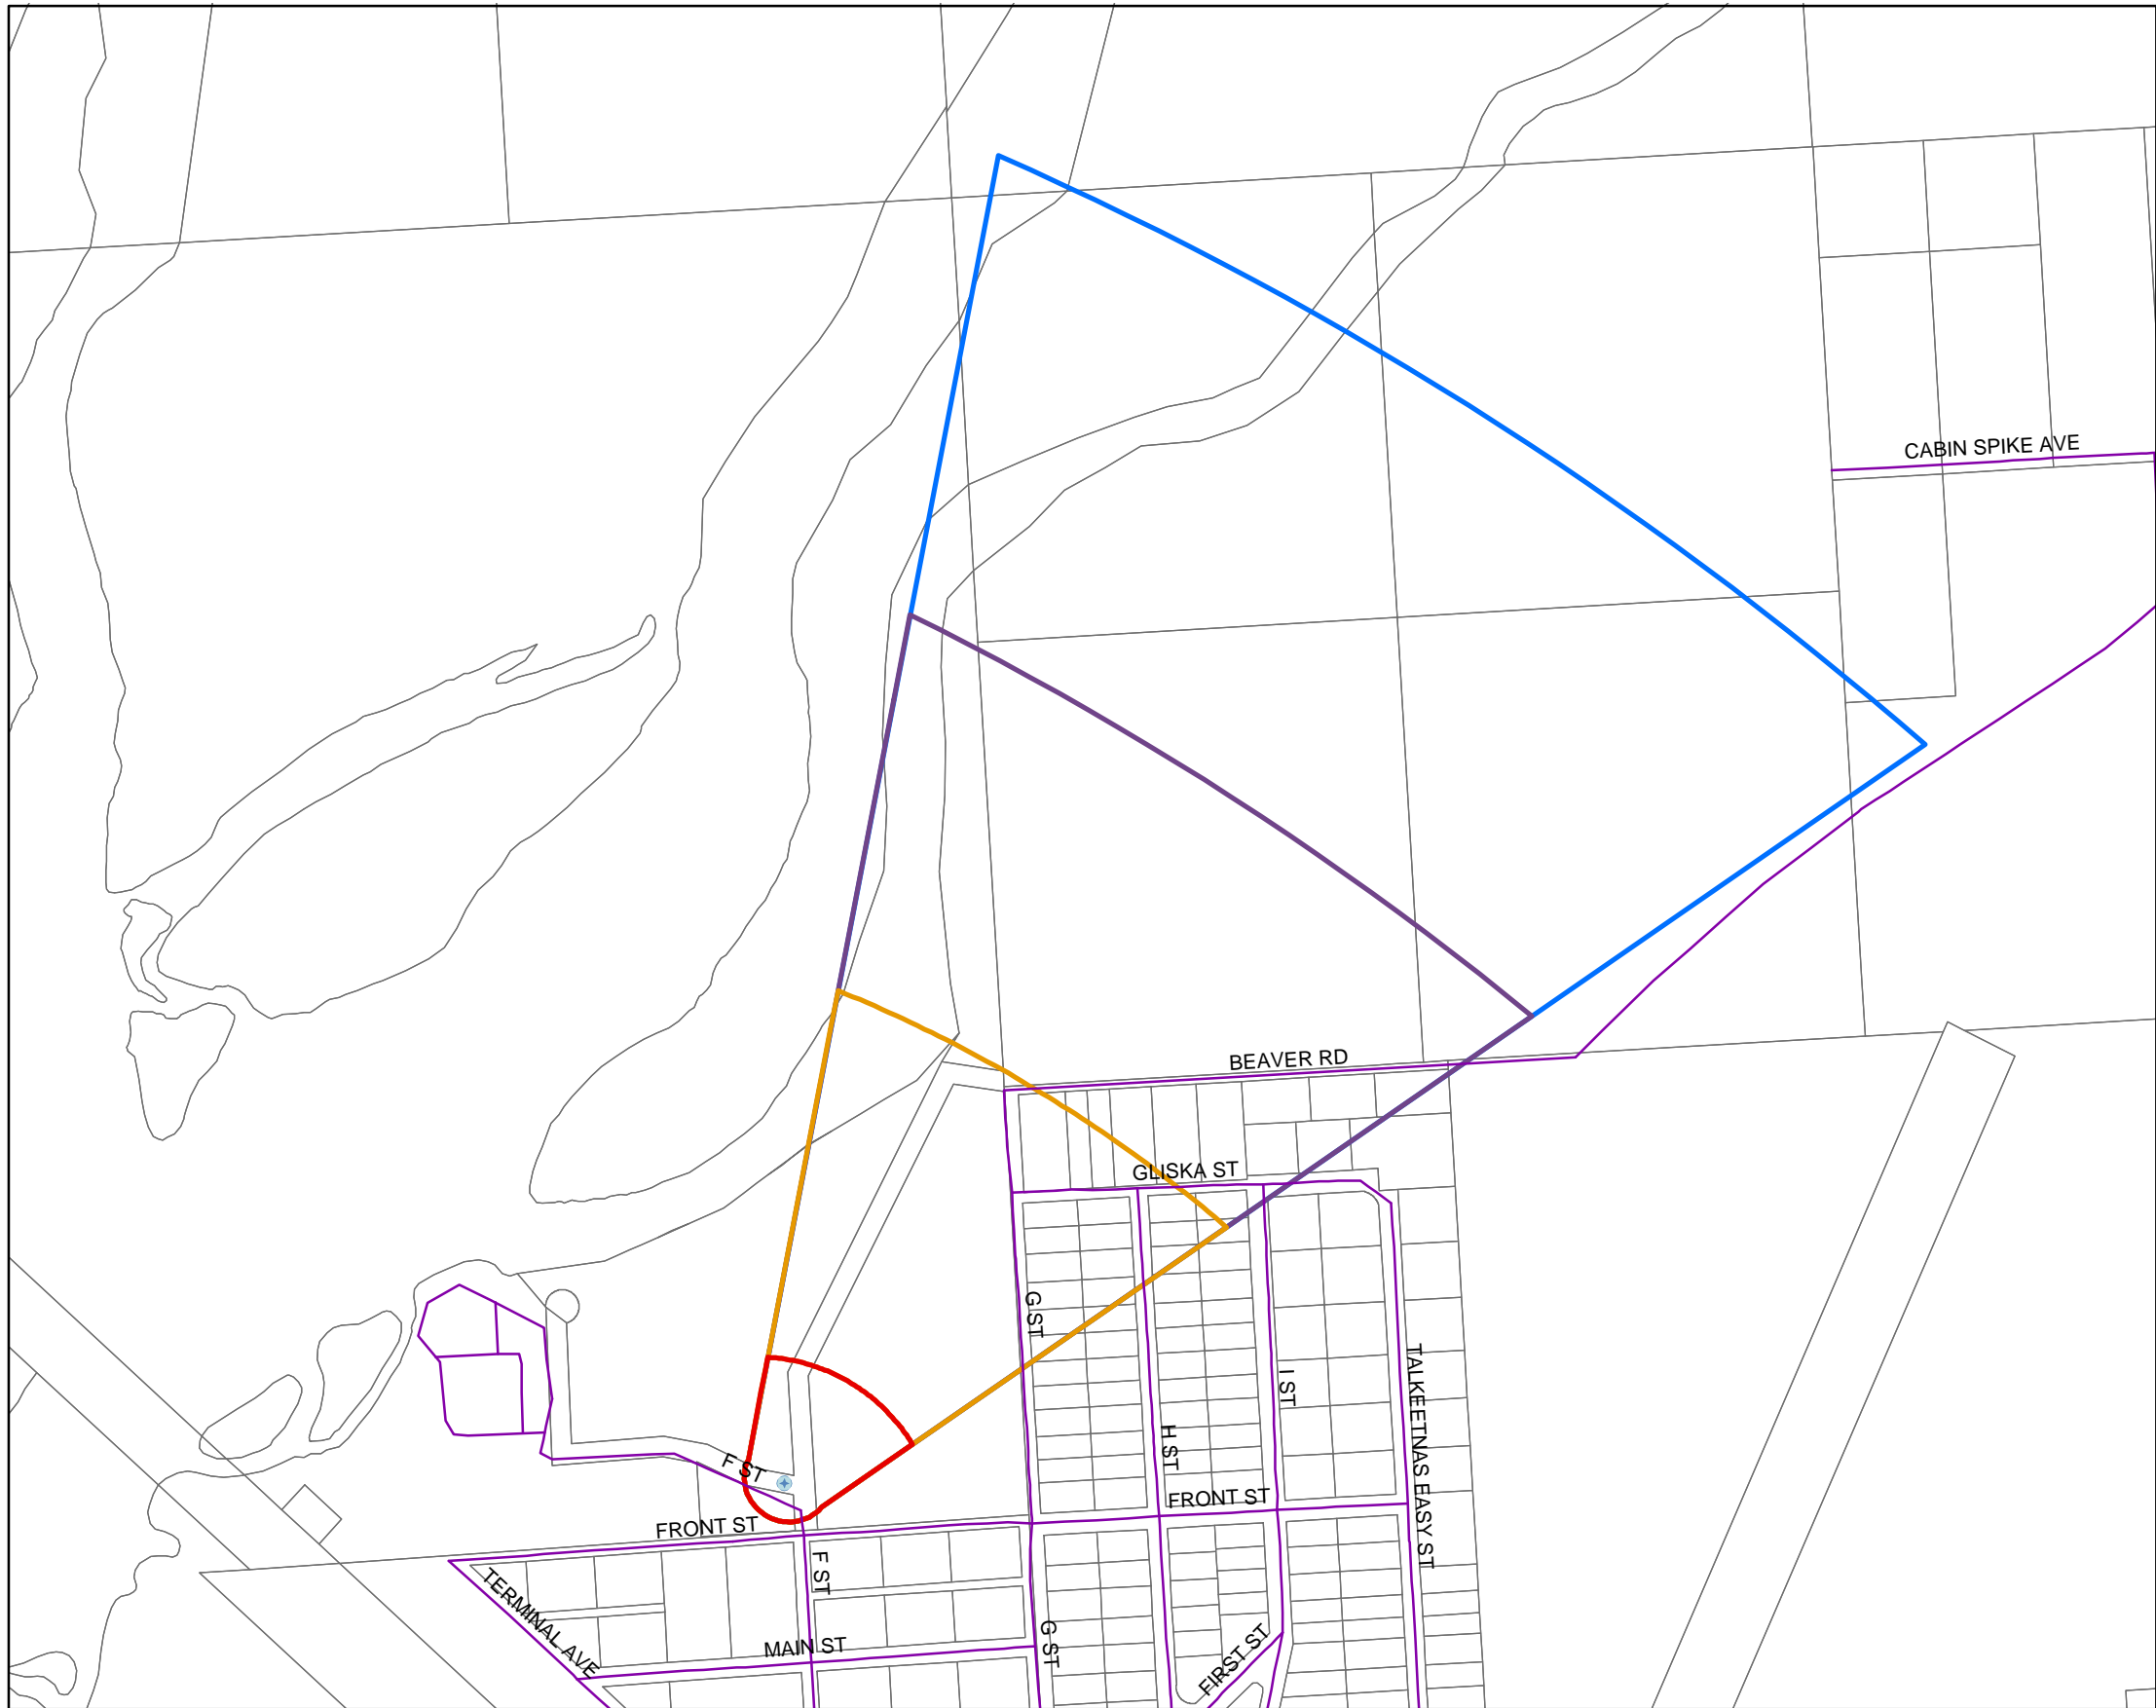 CABIN SPIKE AVE
BEAVER RD
GLISKA ST
G ST
I ST
TALKEETNAS EASY ST
H ST
F ST
FRONT ST
FRONT ST
F ST
TERMINAL AVE
MAIN ST
G ST
FIRST ST